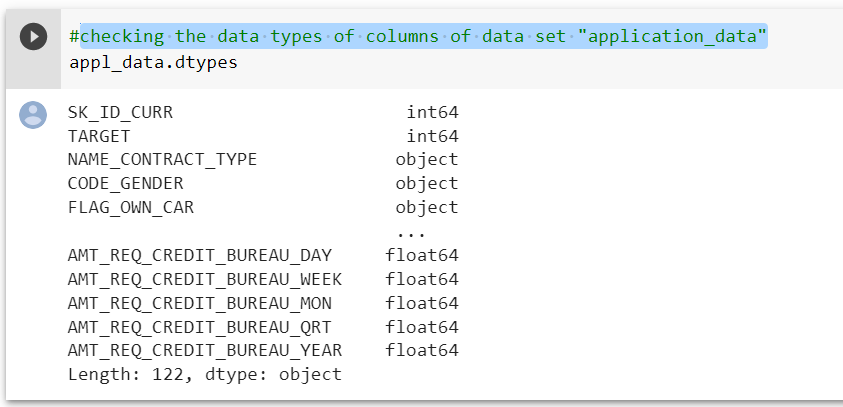 #checking the data types of columns of data set "application_data"
appl_data.dtypes
SK_ID_CURR int64
TARGET int64
NAME_CONTRACT_TYPE object
CODE_GENDER object
FLAG_OWN_CAR object
...
AMT_REQ_CREDIT_BUREAU_DAY float64
AMT_REQ_CREDIT_BUREAU_WEEK float64
AMT_REQ_CREDIT_BUREAU_MON float64
AMT_REQ_CREDIT_BUREAU_QRT float64
AMT_REQ_CREDIT_BUREAU_YEAR float64
Length: 122, dtype: object